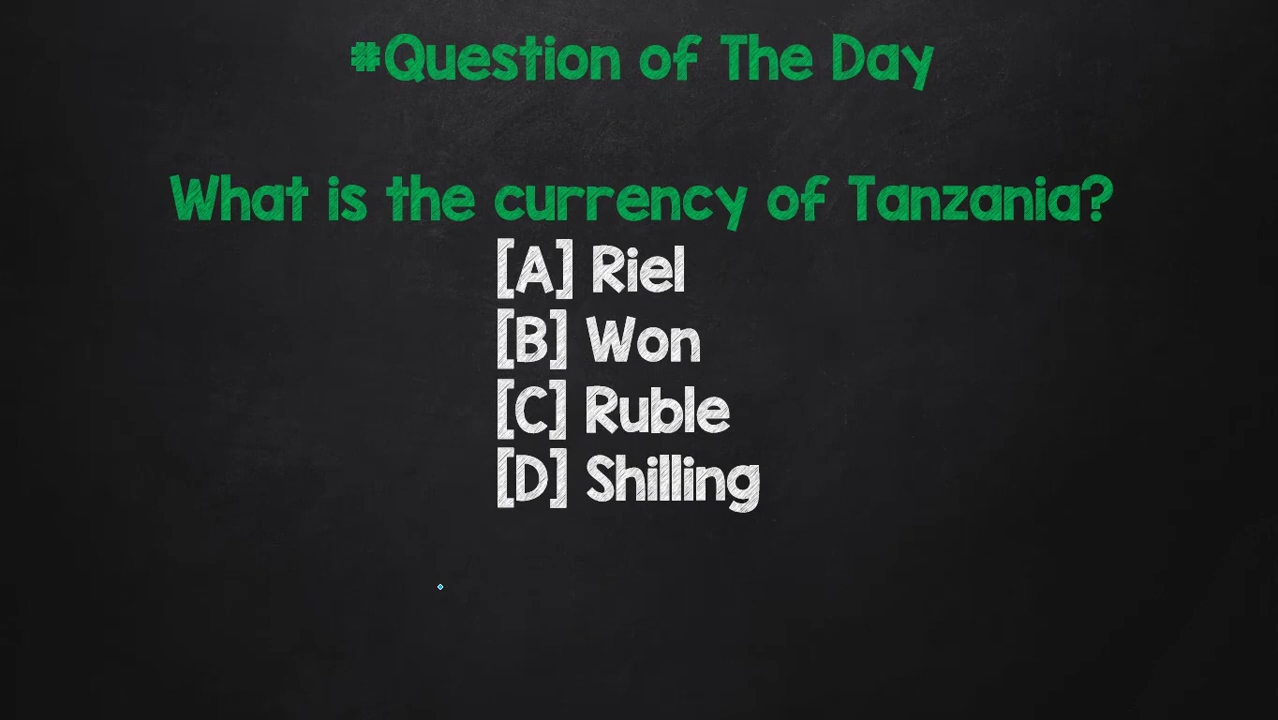 #Question of The Day
What is the currency of Tanzania?
[A] Riel
[B] Won
[C] Ruble
[D] Shilling